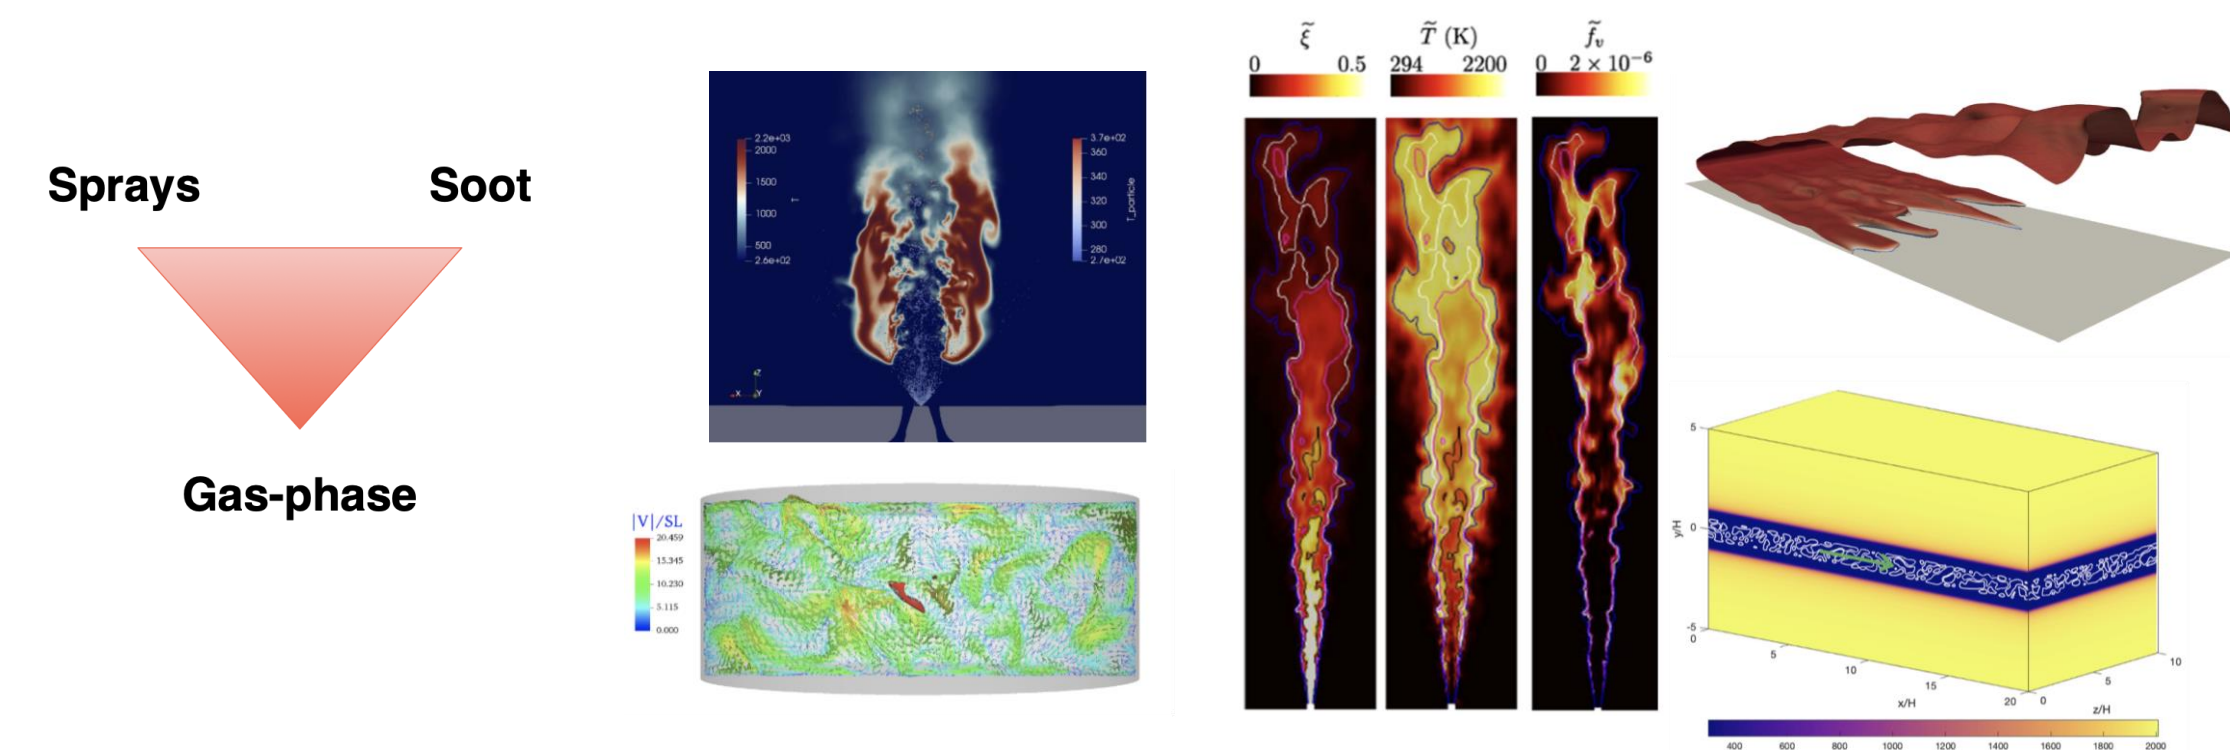 Sprays
Soot
Gas-phase
2.2e+03
2000
1500
1000
500
2.6e+02
T
3.7e+02
360
340
320
300
280
2.7e+02
T_particle
Z
X
Y
|V|/SL
20.459
15.345
10.230
5.115
0.000
ξ̃
0 0.5
T̃ (K)
294 2200
f̃ᵥ
0 2 × 10⁻⁶
5
0
-5
y/H
0
5
10
15
20
x/H
0
5
10
z/H
400 600 800 1000 1200 1400 1600 1800 2000